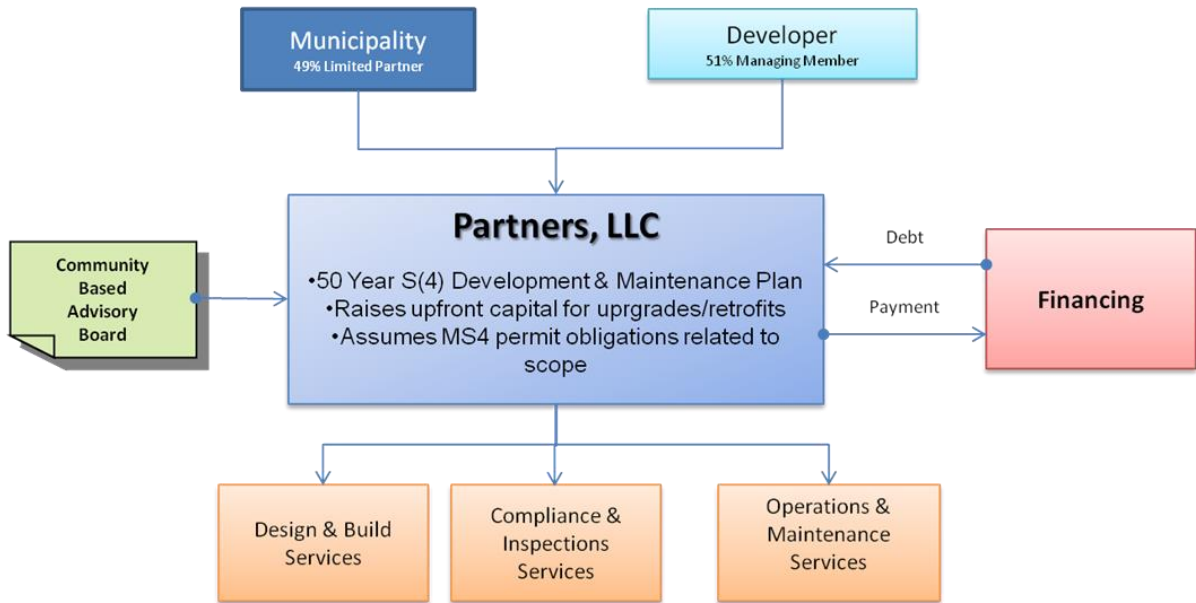 Municipality
49% Limited Partner
Developer
51% Managing Member
Partners, LLC
•50 Year S(4) Development & Maintenance Plan
•Raises upfront capital for uprgrades/retrofits
•Assumes MS4 permit obligations related to
scope
Community
Based
Advisory
Board
Debt
Payment
Financing
Design & Build
Services
Compliance &
Inspections
Services
Operations &
Maintenance
Services